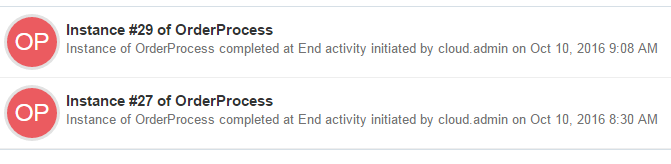 OP
Instance #29 of OrderProcess
Instance of OrderProcess completed at End activity initiated by cloud.admin on Oct 10, 2016 9:08 AM
OP
Instance #27 of OrderProcess
Instance of OrderProcess completed at End activity initiated by cloud.admin on Oct 10, 2016 8:30 AM